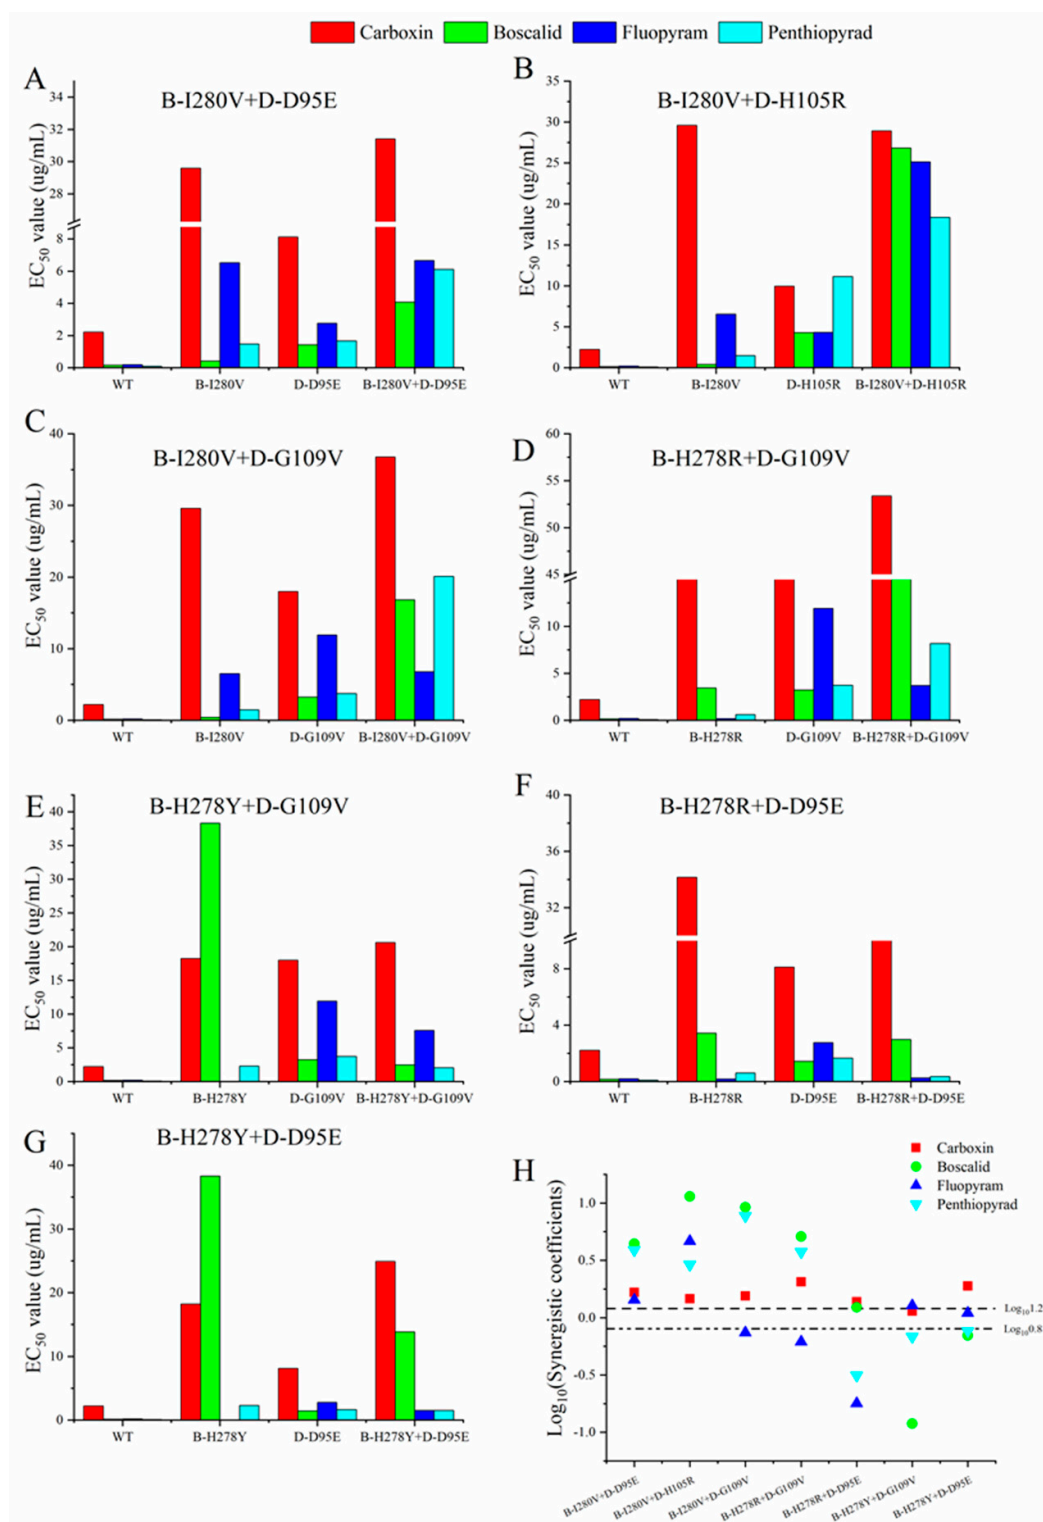 Carboxin Boscalid Fluopyram Penthiopyrad
A
B-I280V+D-D95E
EC50 value (ug/mL)
34
32
30
28
8
6
4
2
0
WT B-I280V D-D95E B-I280V+D-D95E
B
B-I280V+D-H105R
EC50 value (ug/mL)
35
30
25
20
15
10
5
0
WT B-I280V D-H105R B-I280V+D-H105R
C
B-I280V+D-G109V
EC50 value (ug/mL)
40
30
20
10
0
WT B-I280V D-G109V B-I280V+D-G109V
D
B-H278R+D-G109V
EC50 value (ug/mL)
60
55
50
45
10
5
0
WT B-H278R D-G109V B-H278R+D-G109V
E
B-H278Y+D-G109V
EC50 value (ug/mL)
40
35
30
25
20
15
10
5
0
WT B-H278Y D-G109V B-H278Y+D-G109V
F
B-H278R+D-D95E
EC50 value (ug/mL)
40
36
32
8
4
0
WT B-H278R D-D95E B-H278R+D-D95E
G
B-H278Y+D-D95E
EC50 value (ug/mL)
40
30
20
10
0
WT B-H278Y D-D95E B-H278Y+D-D95E
H
Carboxin
Boscalid
Fluopyram
Penthiopyrad
Log10(Synergistic coefficients)
1.0
0.5
0.0
-0.5
-1.0
Log101.2
Log100.8
B-I280V+D-D95E
B-I280V+D-H105R
B-I280V+D-G109V
B-H278R+D-G109V
B-H278R+D-D95E
B-H278Y+D-G109V
B-H278Y+D-D95E